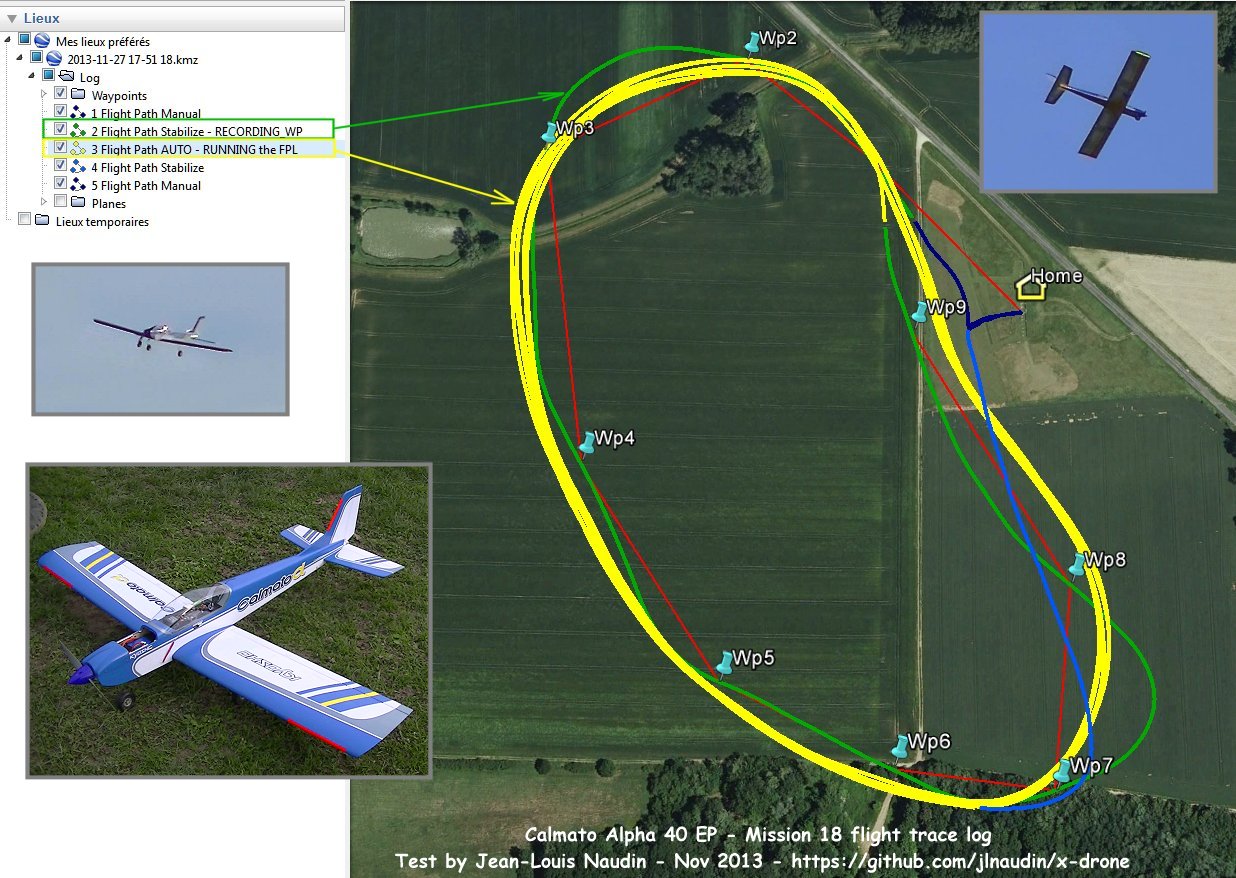 Lieux
Mes lieux préférés
2013-11-27 17-51 18.kmz
Log
Waypoints
1 Flight Path Manual
2 Flight Path Stabilize - RECORDING_WP
3 Flight Path AUTO - RUNNING the FPL
4 Flight Path Stabilize
5 Flight Path Manual
Planes
Lieux temporaires
Wp2
Wp3
Home
Wp9
Wp4
Wp8
Wp5
Wp6
Wp7
Calmato α
Calmato
KYOSHO
Calmato Alpha 40 EP - Mission 18 flight trace log
Test by Jean-Louis Naudin - Nov 2013 - https://github.com/jlnaudin/x-drone